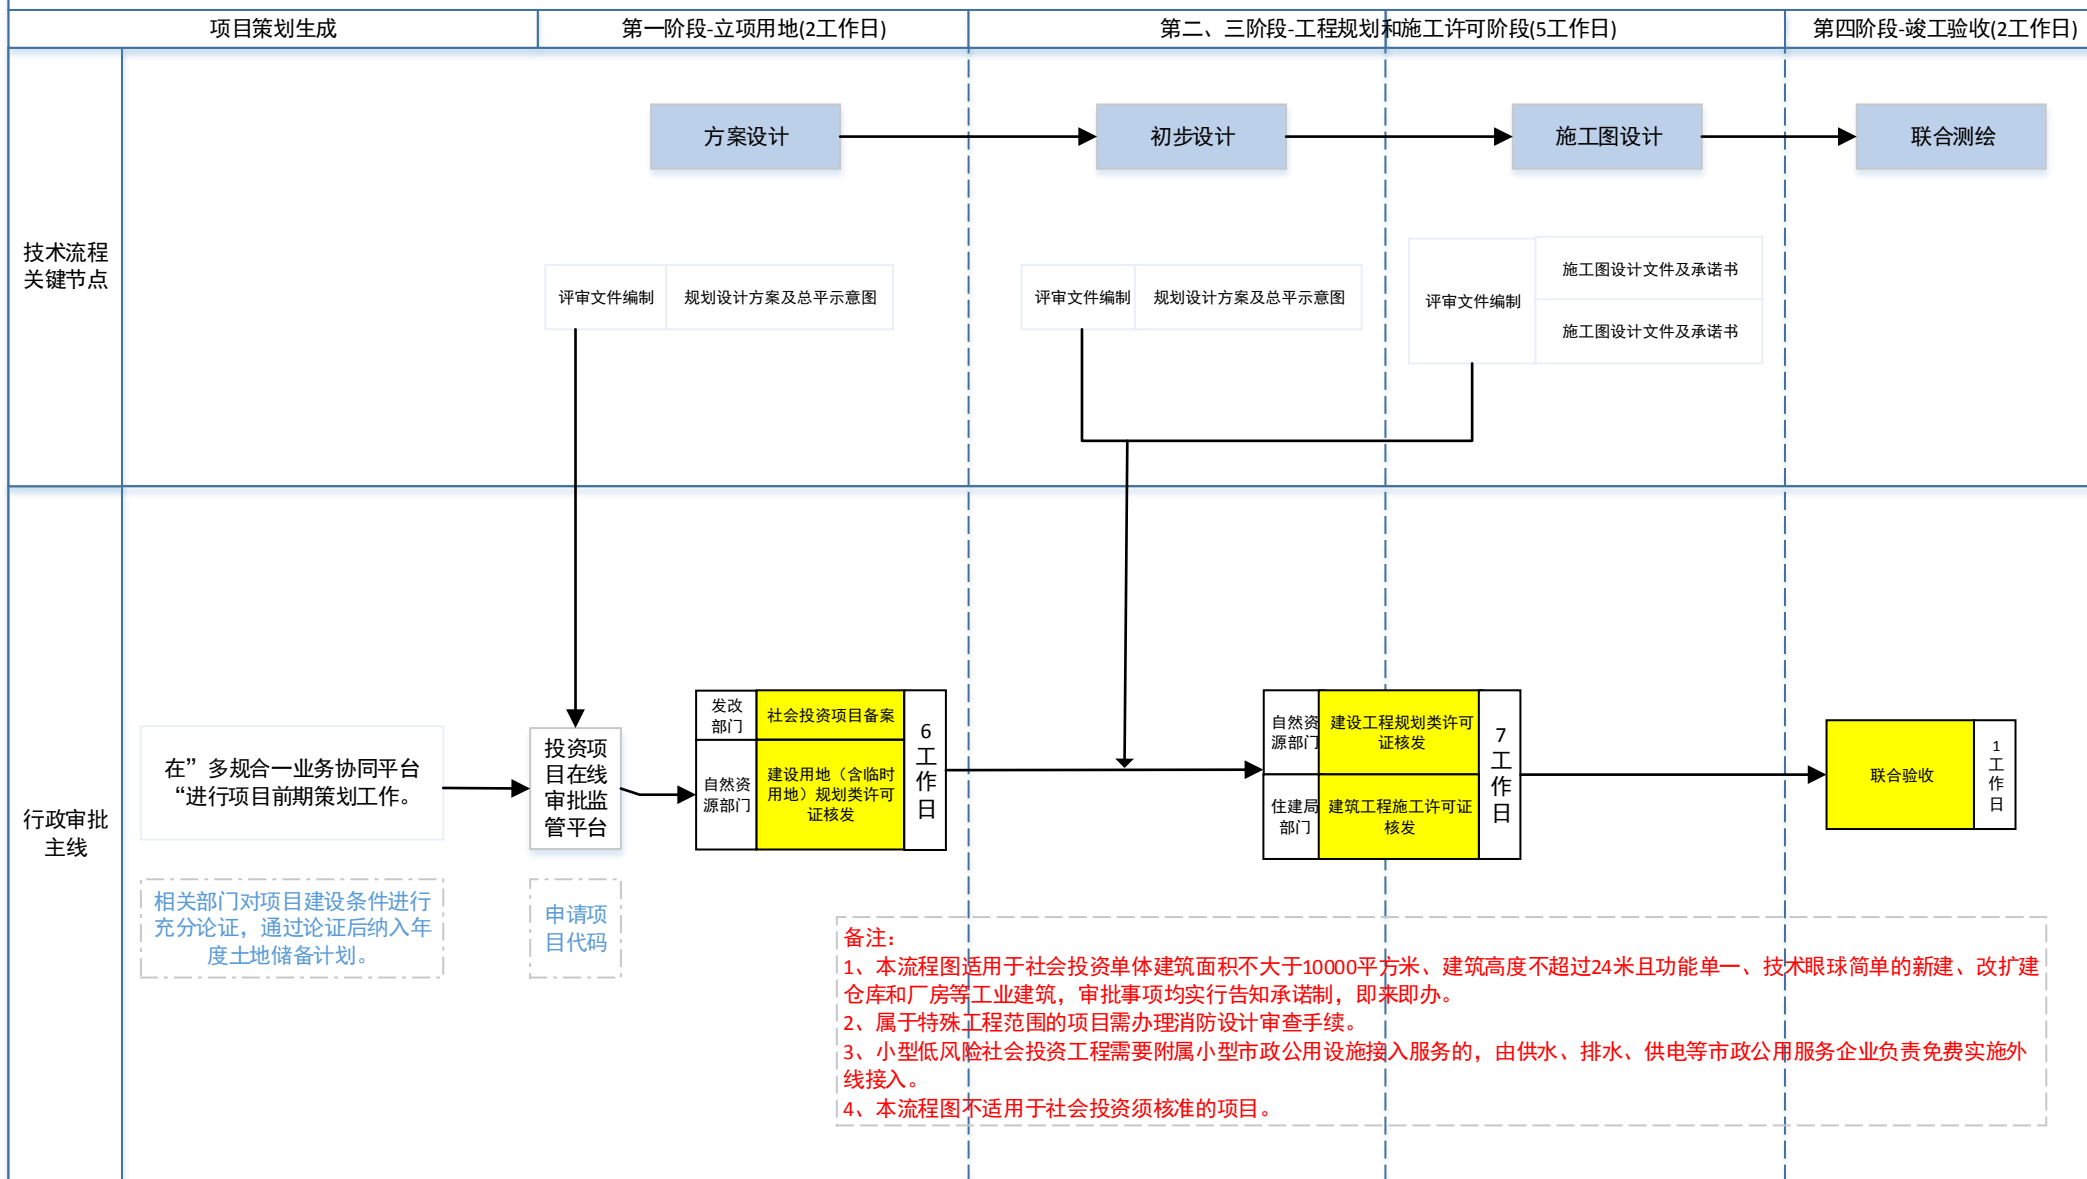 项目策划生成
第一阶段-立项用地(2工作日)
第二、三阶段-工程规划和施工许可阶段(5工作日)
第四阶段-竣工验收(2工作日)
技术流程
关键节点
方案设计
初步设计
施工图设计
联合测绘
评审文件编制
规划设计方案及总平示意图
评审文件编制
规划设计方案及总平示意图
评审文件编制
施工图设计文件及承诺书
施工图设计文件及承诺书
行政审批
主线
在”多规合一业务协同平台
“进行项目前期策划工作。
相关部门对项目建设条件进行
充分论证，通过论证后纳入年
度土地储备计划。
投资项
目在线
审批监
管平台
申请项
目代码
发改
部门
社会投资项目备案
自然资
源部门
建设用地（含临时
用地）规划类许可
证核发
6
工
作
日
自然资
源部门
建设工程规划类许可
证核发
住建局
部门
建筑工程施工许可证
核发
7
工
作
日
联合验收
1
工
作
日
备注：
1、本流程图适用于社会投资单体建筑面积不大于10000平方米、建筑高度不超过24米且功能单一、技术眼球简单的新建、改扩建
仓库和厂房等工业建筑，审批事项均实行告知承诺制，即来即办。
2、属于特殊工程范围的项目需办理消防设计审查手续。
3、小型低风险社会投资工程需要附属小型市政公用设施接入服务的，由供水、排水、供电等市政公用服务企业负责免费实施外
线接入。
4、本流程图不适用于社会投资须核准的项目。